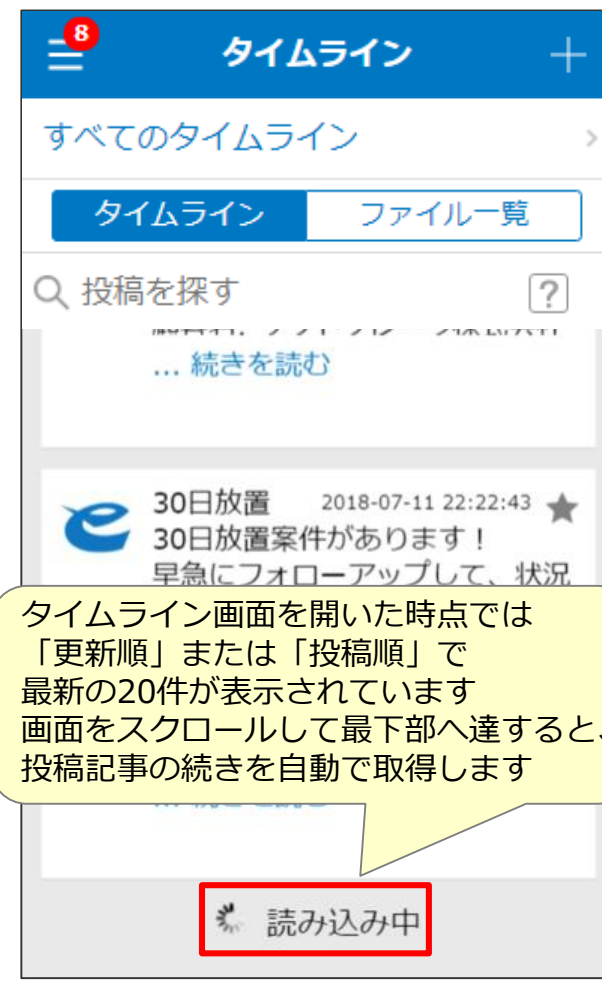 8
タイムライン
すべてのタイムライン
タイムライン
ファイル一覧
投稿を探す
?
... 続きを読む
30日放置 2018-07-11 22:22:43
30日放置案件があります！
早急にフォローアップして、状況
タイムライン画面を開いた時点では
「更新順」または「投稿順」で
最新の20件が表示されています
画面をスクロールして最下部へ達すると、
投稿記事の続きを自動で取得します
読み込み中